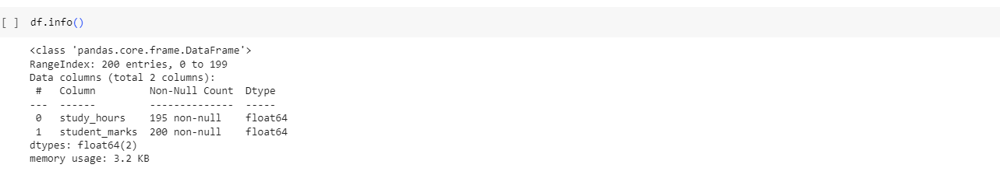 [ ] df.info()
<class 'pandas.core.frame.DataFrame'>
RangeIndex: 200 entries, 0 to 199
Data columns (total 2 columns):
 #   Column         Non-Null Count  Dtype
---  ------         --------------  -----
 0   study_hours    195 non-null    float64
 1   student_marks  200 non-null    float64
dtypes: float64(2)
memory usage: 3.2 KB